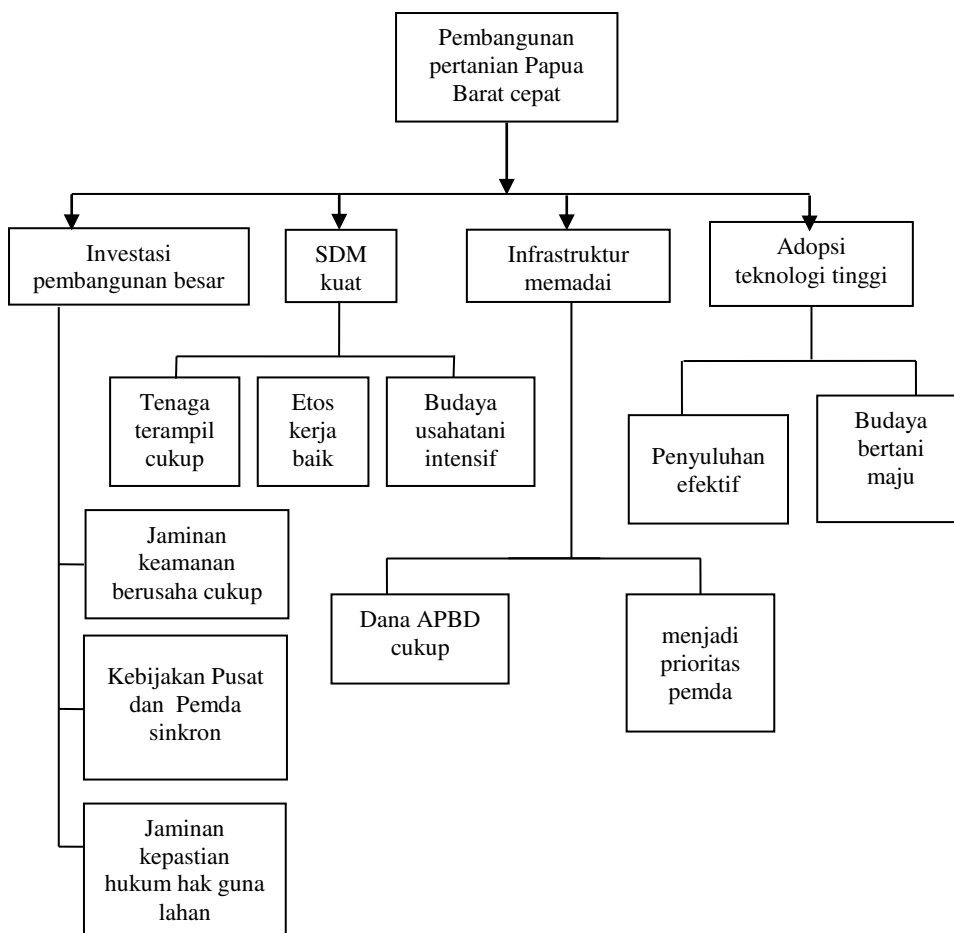 Pembangunan
pertanian Papua
Barat cepat
Investasi
pembangunan besar
SDM
kuat
Infrastruktur
memadai
Adopsi
teknologi tinggi
Tenaga
terampil
cukup
Etos
kerja
baik
Budaya
usahatani
intensif
Penyuluhan
efektif
Budaya
bertani
maju
Jaminan
keamanan
berusaha cukup
Kebijakan Pusat
dan Pemda
sinkron
Jaminan
kepastian
hukum hak guna
lahan
Dana APBD
cukup
menjadi
prioritas
pemda